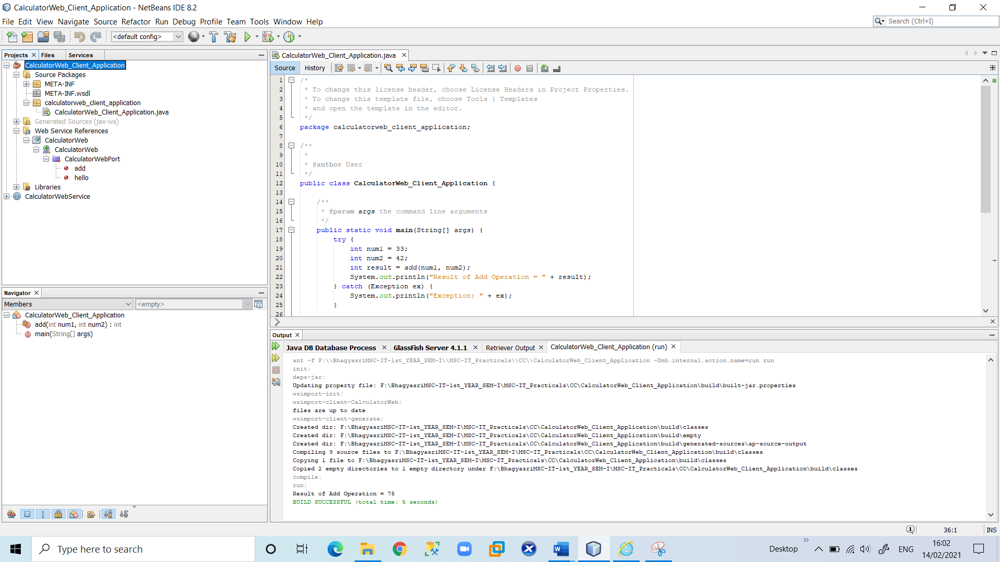 CalculatorWeb_Client_Application - NetBeans IDE 8.2
File Edit View Navigate Source Refactor Run Debug Profile Team Tools Window Help
Search (Ctrl+I)
<default config>
Projects Files Services
CalculatorWeb_Client_Application
Source Packages
META-INF
META-INF.wsdl
calculatorweb_client_application
CalculatorWeb_Client_Application.java
Generated Sources (jax-ws)
Web Service References
CalculatorWeb
CalculatorWeb
CalculatorWebPort
add
hello
Libraries
CalculatorWebService
Navigator
Members
<empty>
CalculatorWeb_Client_Application
add(int num1, int num2) : int
main(String[] args)
CalculatorWeb_Client_Application.java
Source History
1 /*
2 * To change this license header, choose License Headers in Project Properties.
3 * To change this template file, choose Tools | Templates
4 * and open the template in the editor.
5 */
6 package calculatorweb_client_application;
7
8 /**
9 *
10 * @author User
11 */
12 public class CalculatorWeb_Client_Application {
13
14 /**
15 * @param args the command line arguments
16 */
17 public static void main(String[] args) {
18 try {
19 int num1 = 33;
20 int num2 = 42;
21 int result = add(num1, num2);
22 System.out.println("Result of Add Operation = " + result);
23 } catch (Exception ex) {
24 System.out.println("Exception: " + ex);
25 }
26
Output
Java DB Database Process GlassFish Server 4.1.1 Retriever Output CalculatorWeb_Client_Application (run)
ant -f F:\\BhagyasriMSC-IT-1st_YEAR_SEM-I\\MSC-IT_Practicals\\CC\\CalculatorWeb_Client_Application -Dnb.internal.action.name=run run
init:
deps-jar:
Updating property file: F:\BhagyasriMSC-IT-1st_YEAR_SEM-I\MSC-IT_Practicals\CC\CalculatorWeb_Client_Application\build\built-jar.properties
wsimport-init:
wsimport-client-CalculatorWeb:
files are up to date
wsimport-client-generate:
Created dir: F:\BhagyasriMSC-IT-1st_YEAR_SEM-I\MSC-IT_Practicals\CC\CalculatorWeb_Client_Application\build\classes
Created dir: F:\BhagyasriMSC-IT-1st_YEAR_SEM-I\MSC-IT_Practicals\CC\CalculatorWeb_Client_Application\build\empty
Created dir: F:\BhagyasriMSC-IT-1st_YEAR_SEM-I\MSC-IT_Practicals\CC\CalculatorWeb_Client_Application\build\generated-sources\ap-source-output
Compiling 9 source files to F:\BhagyasriMSC-IT-1st_YEAR_SEM-I\MSC-IT_Practicals\CC\CalculatorWeb_Client_Application\build\classes
Copying 1 file to F:\BhagyasriMSC-IT-1st_YEAR_SEM-I\MSC-IT_Practicals\CC\CalculatorWeb_Client_Application\build\classes
Copied 2 empty directories to 1 empty directory under F:\BhagyasriMSC-IT-1st_YEAR_SEM-I\MSC-IT_Practicals\CC\CalculatorWeb_Client_Application\build\classes
compile:
run:
Result of Add Operation = 75
BUILD SUCCESSFUL (total time: 5 seconds)
36:1 INS
Type here to search
Desktop
ENG
16:02
14/02/2021